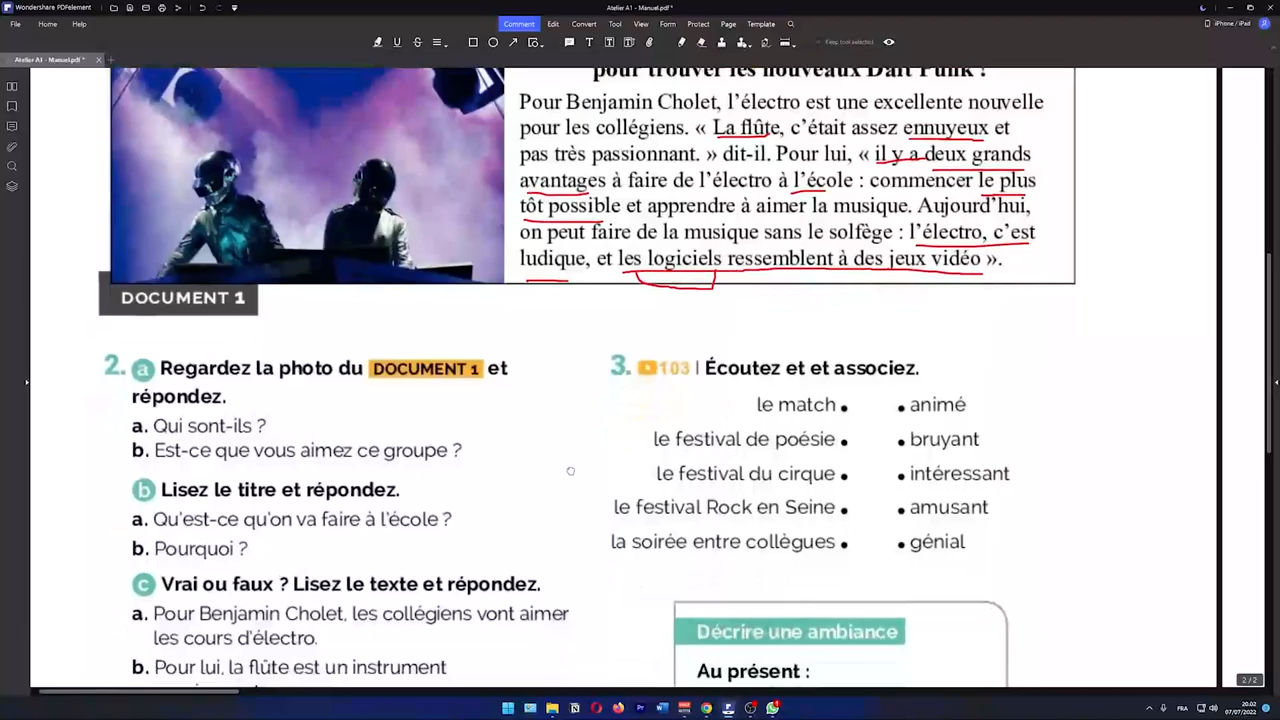 Wondershare PDFelement
Atelier A1 - Manuel.pdf *
File Home Comment Edit Convert Tool View Form Protect Page Template
iPhone / iPad
Keep tool selected
Atelier A1 - Manuel.pdf *
pour trouver les nouveaux Daft Punk !
Pour Benjamin Cholet, l'électro est une excellente nouvelle
pour les collégiens. « La flûte, c'était assez ennuyeux et
pas très passionnant. » dit-il. Pour lui, « il y a deux grands
avantages à faire de l'électro à l'école : commencer le plus
tôt possible et apprendre à aimer la musique. Aujourd'hui,
on peut faire de la musique sans le solfège : l'électro, c'est
ludique, et les logiciels ressemblent à des jeux vidéo ».
DOCUMENT 1
2. a Regardez la photo du DOCUMENT 1 et
répondez.
a. Qui sont-ils ?
b. Est-ce que vous aimez ce groupe ?
b Lisez le titre et répondez.
a. Qu'est-ce qu'on va faire à l'école ?
b. Pourquoi ?
c Vrai ou faux ? Lisez le texte et répondez.
a. Pour Benjamin Cholet, les collégiens vont aimer
les cours d'électro.
b. Pour lui, la flûte est un instrument
3. 103 | Écoutez et et associez.
le match • • animé
le festival de poésie • • bruyant
le festival du cirque • • intéressant
le festival Rock en Seine • • amusant
la soirée entre collègues • • génial
Décrire une ambiance
Au présent :
2 / 2
FRA
20:02
07/07/2022